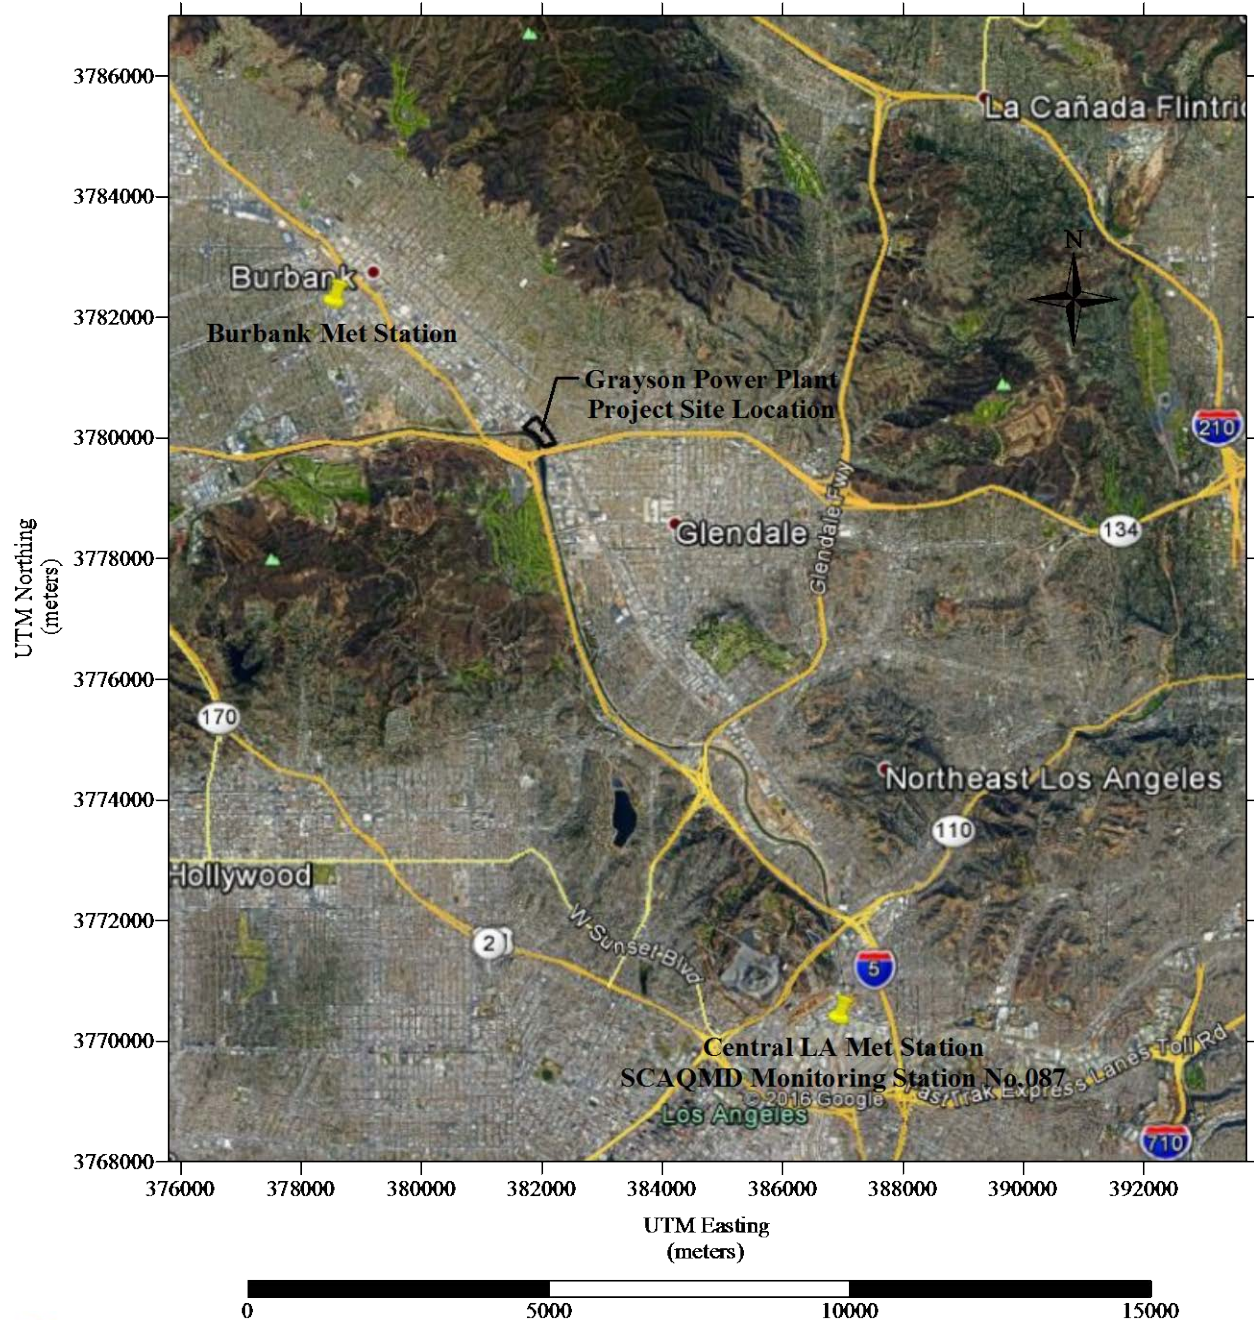 3786000
La Cañada Flintri
3784000
N
Burbank
3782000
Burbank Met Station
Grayson Power Plant
Project Site Location
3780000
210
Glendale Fwy
Glendale
134
3778000
UTM Northing
(meters)
3776000
170
Northeast Los Angeles
3774000
110
Hollywood
3772000
W Sunset Blvd
2
5
3770000
Central LA Met Station
SCAQMD Monitoring Station No.087
astTrak Express Lanes Toll Rd
© 2016 Google
Los Angeles
710
3768000
376000 378000 380000 382000 384000 386000 388000 390000 392000
UTM Easting
(meters)
0 5000 10000 15000